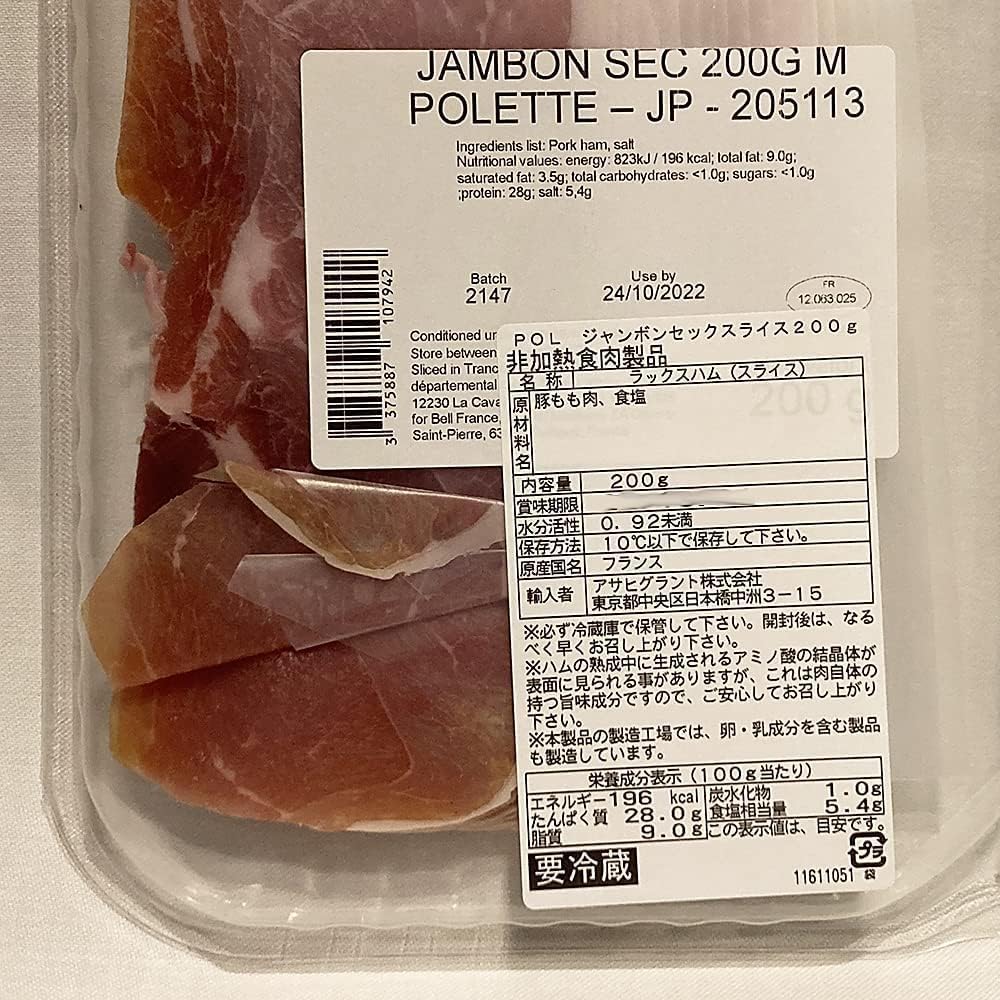 JAMBON SEC 200G M
POLETTE – JP - 205113
Ingredients list: Pork ham, salt
Nutritional values: energy: 823kJ / 196 kcal; total fat: 9.0g;
saturated fat: 3.5g; total carbohydrates: <1.0g; sugars: <1.0g
;protein: 28g; salt: 5,4g
Batch
2147
Use by
24/10/2022
FR
12.063.025
3 375887 107942
Conditioned
Store between
Sliced in
départemental
12230 La
for Bell France,
Saint-Pierre,
200 g
POL ジャンボンセックスライス200g
非加熱食肉製品
名称 ラックスハム(スライス)
原材料名 豚もも肉、食塩
内容量 200g
賞味期限
水分活性 0.92未満
保存方法 10℃以下で保存して下さい。
原産国名 フランス
輸入者 アサヒグラント株式会社
東京都中央区日本橋中洲3-15
※必ず冷蔵庫で保管して下さい。開封後は、なる
べく早くお召し上がり下さい。
※ハムの熟成中に生成されるアミノ酸の結晶体が
表面に見られる事がありますが、これは肉自体の
持つ旨味成分ですので、ご安心してお召し上がり
下さい。
※本製品の製造工場では、卵・乳成分を含む製品
も製造しています。
栄養成分表示(100g当たり)
エネルギー196 kcal 炭水化物 1.0g
たんぱく質 28.0g 食塩相当量 5.4g
脂質 9.0g この表示値は、目安です。
要冷蔵
プラ
11611051 袋